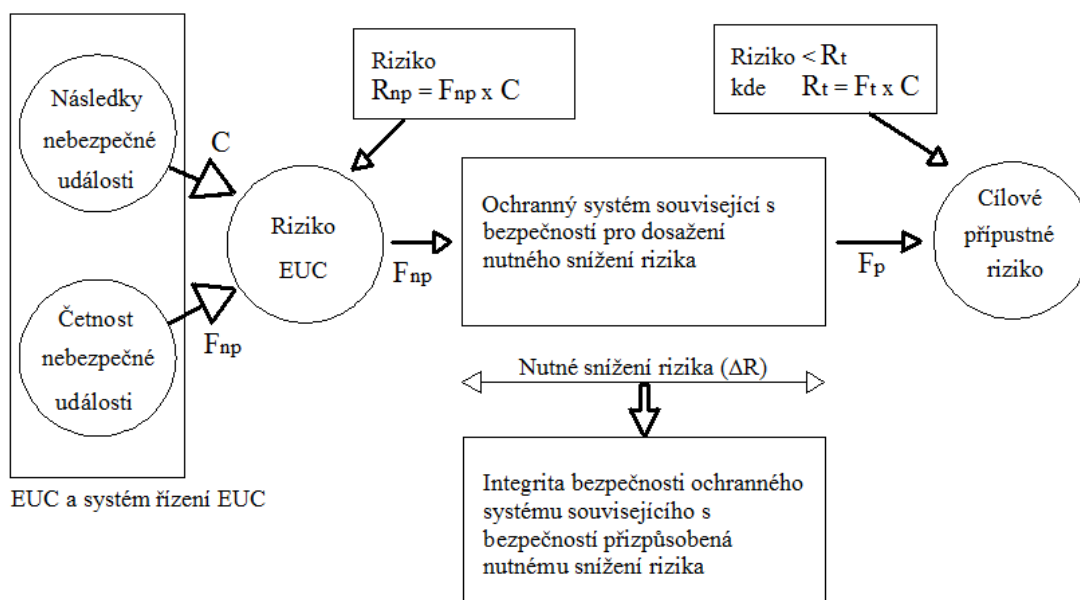 Následky
nebezpečné
události
C
Četnost
nebezpečné
události
Fnp
EUC a systém řízení EUC
Riziko
Rnp = Fnp x C
Riziko
EUC
Fnp
Ochranný systém související s
bezpečností pro dosažení
nutného snížení rizika
Fp
Riziko < Rt
kde Rt = Ft x C
Cílové
přípustné
riziko
Nutné snížení rizika (ΔR)
Integrita bezpečnosti ochranného
systému souvisejícího s
bezpečností přizpůsobená
nutnému snížení rizika